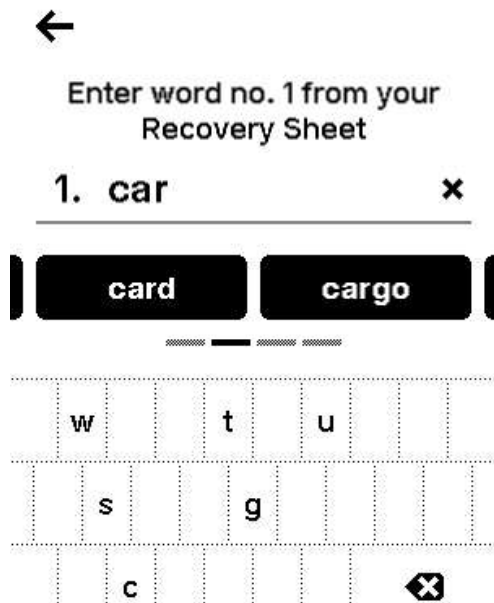 Enter word no. 1 from your
Recovery Sheet
1. car
card cargo
w t u
s g
c